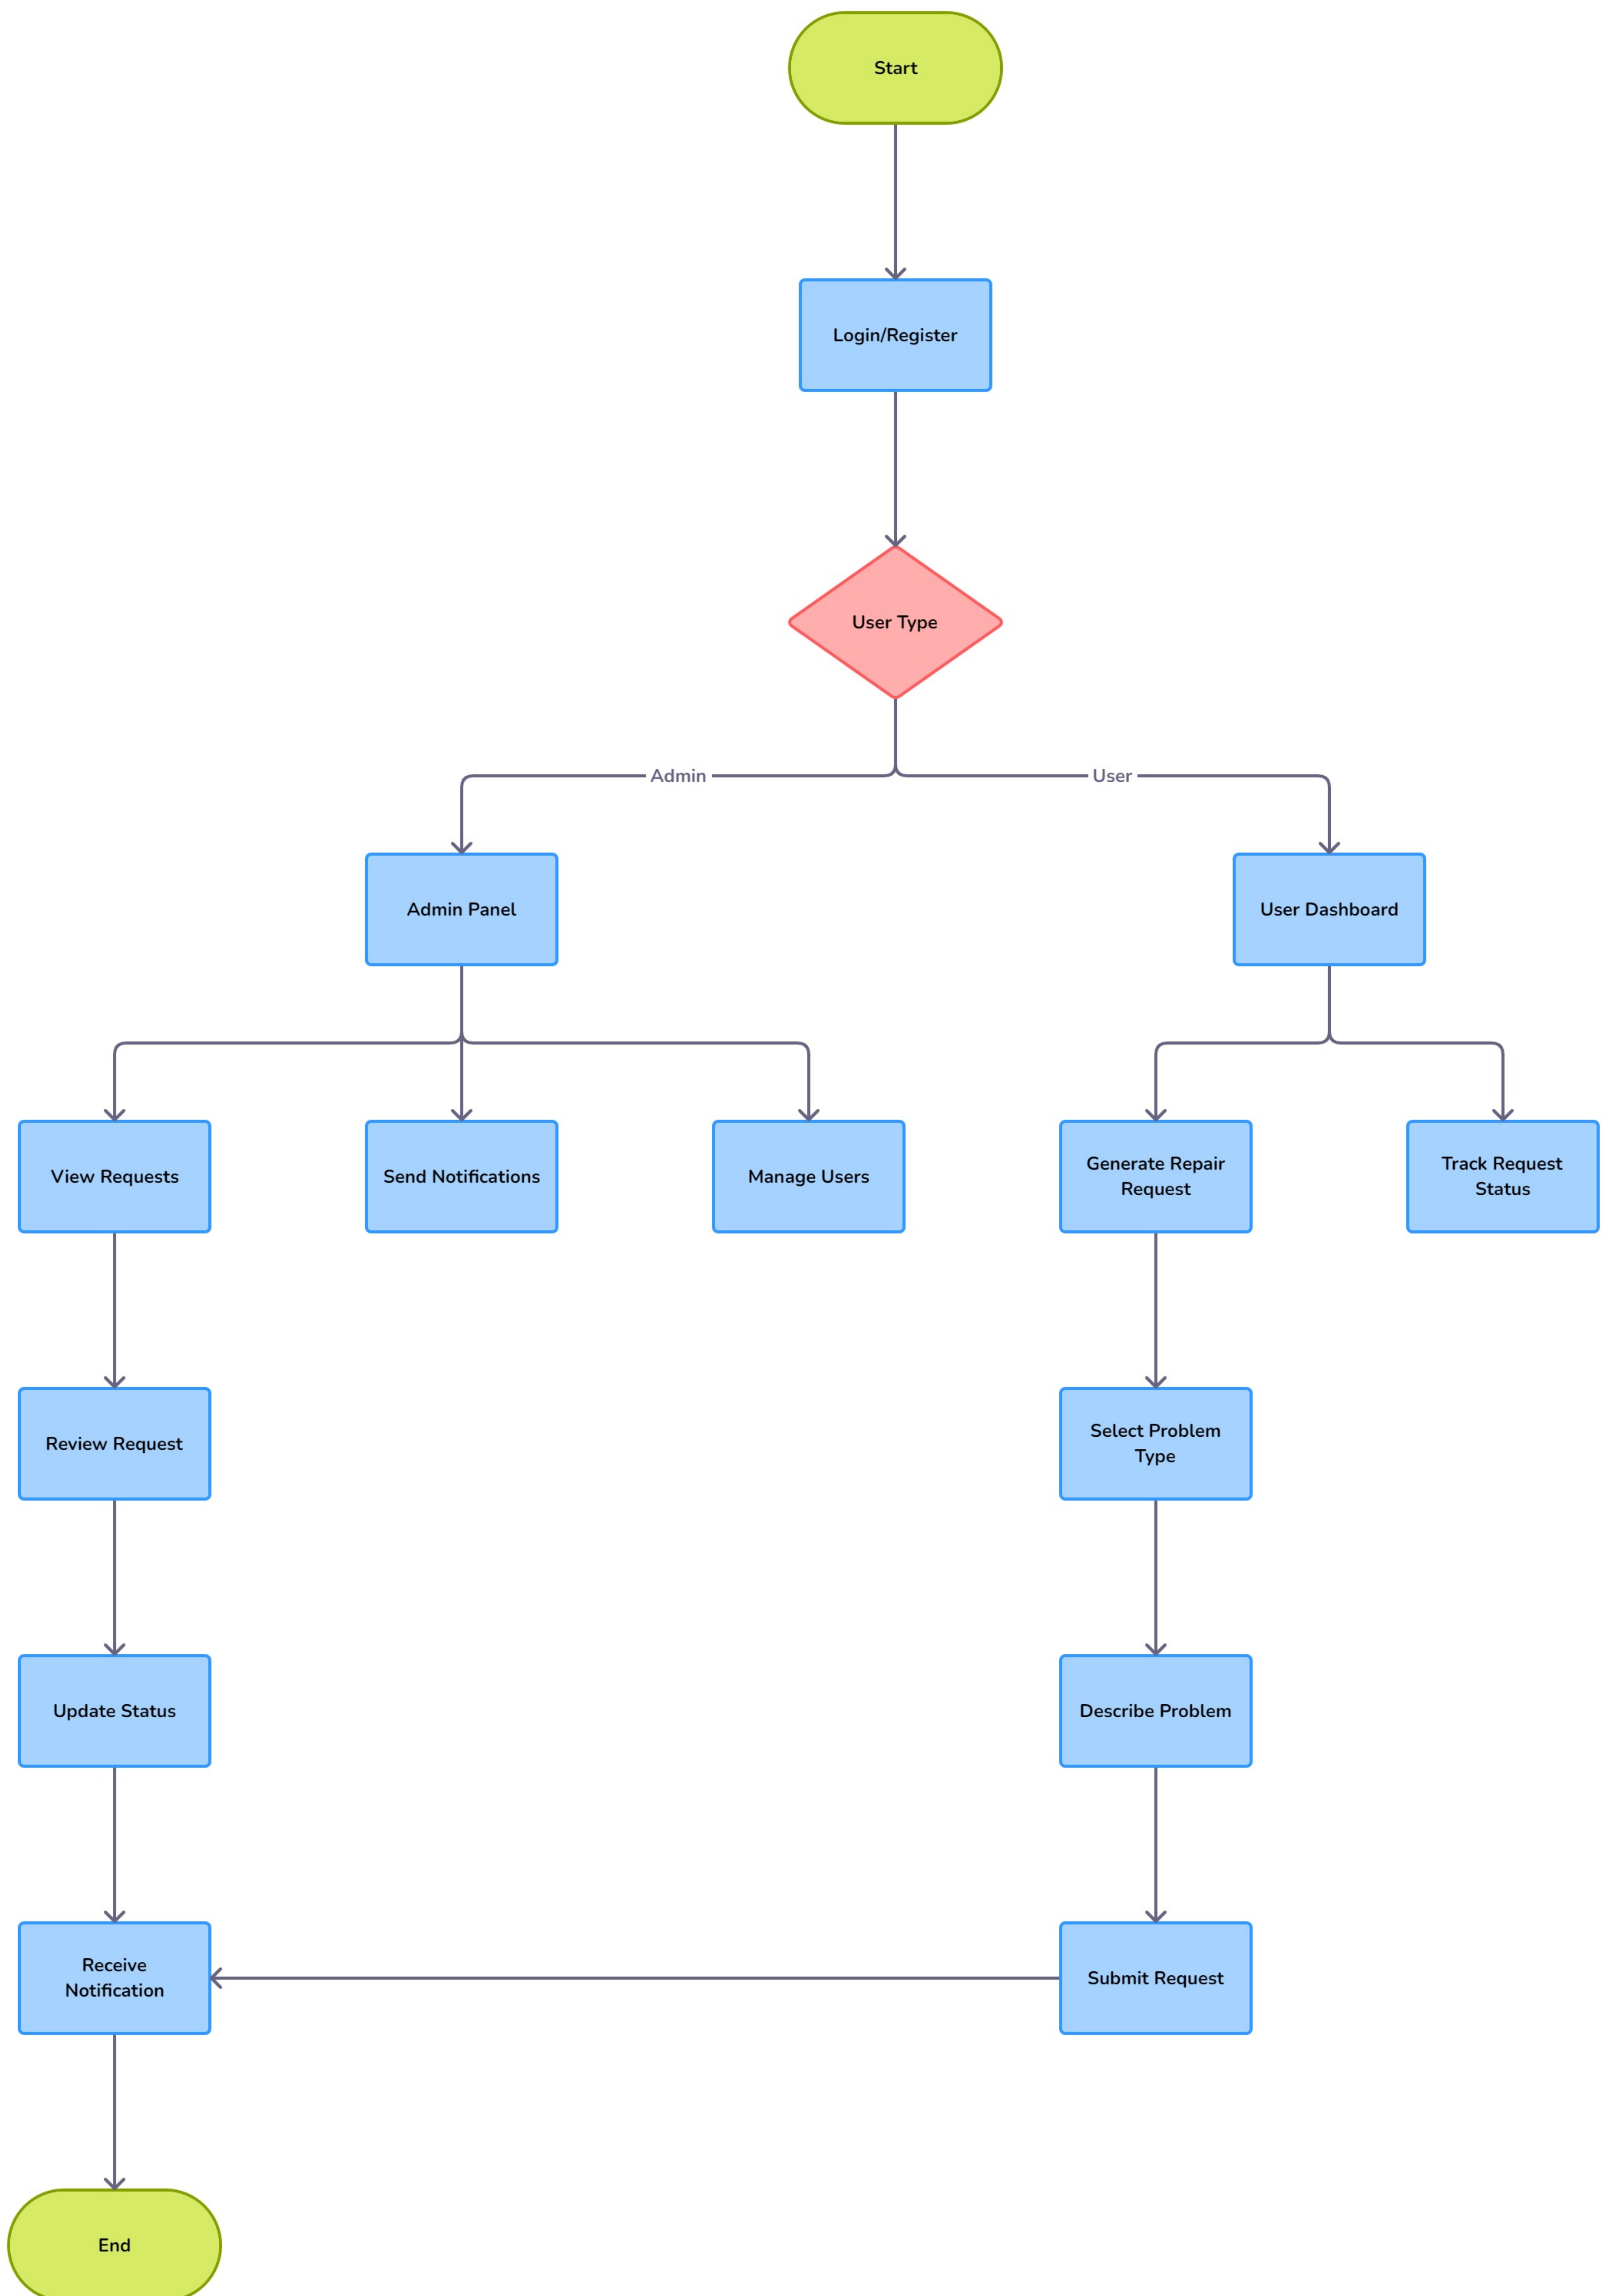 Start
Login/Register
User Type
Admin
User
Admin Panel
User Dashboard
View Requests
Send Notifications
Manage Users
Generate Repair
Request
Track Request
Status
Review Request
Select Problem
Type
Update Status
Describe Problem
Receive
Notification
Submit Request
End